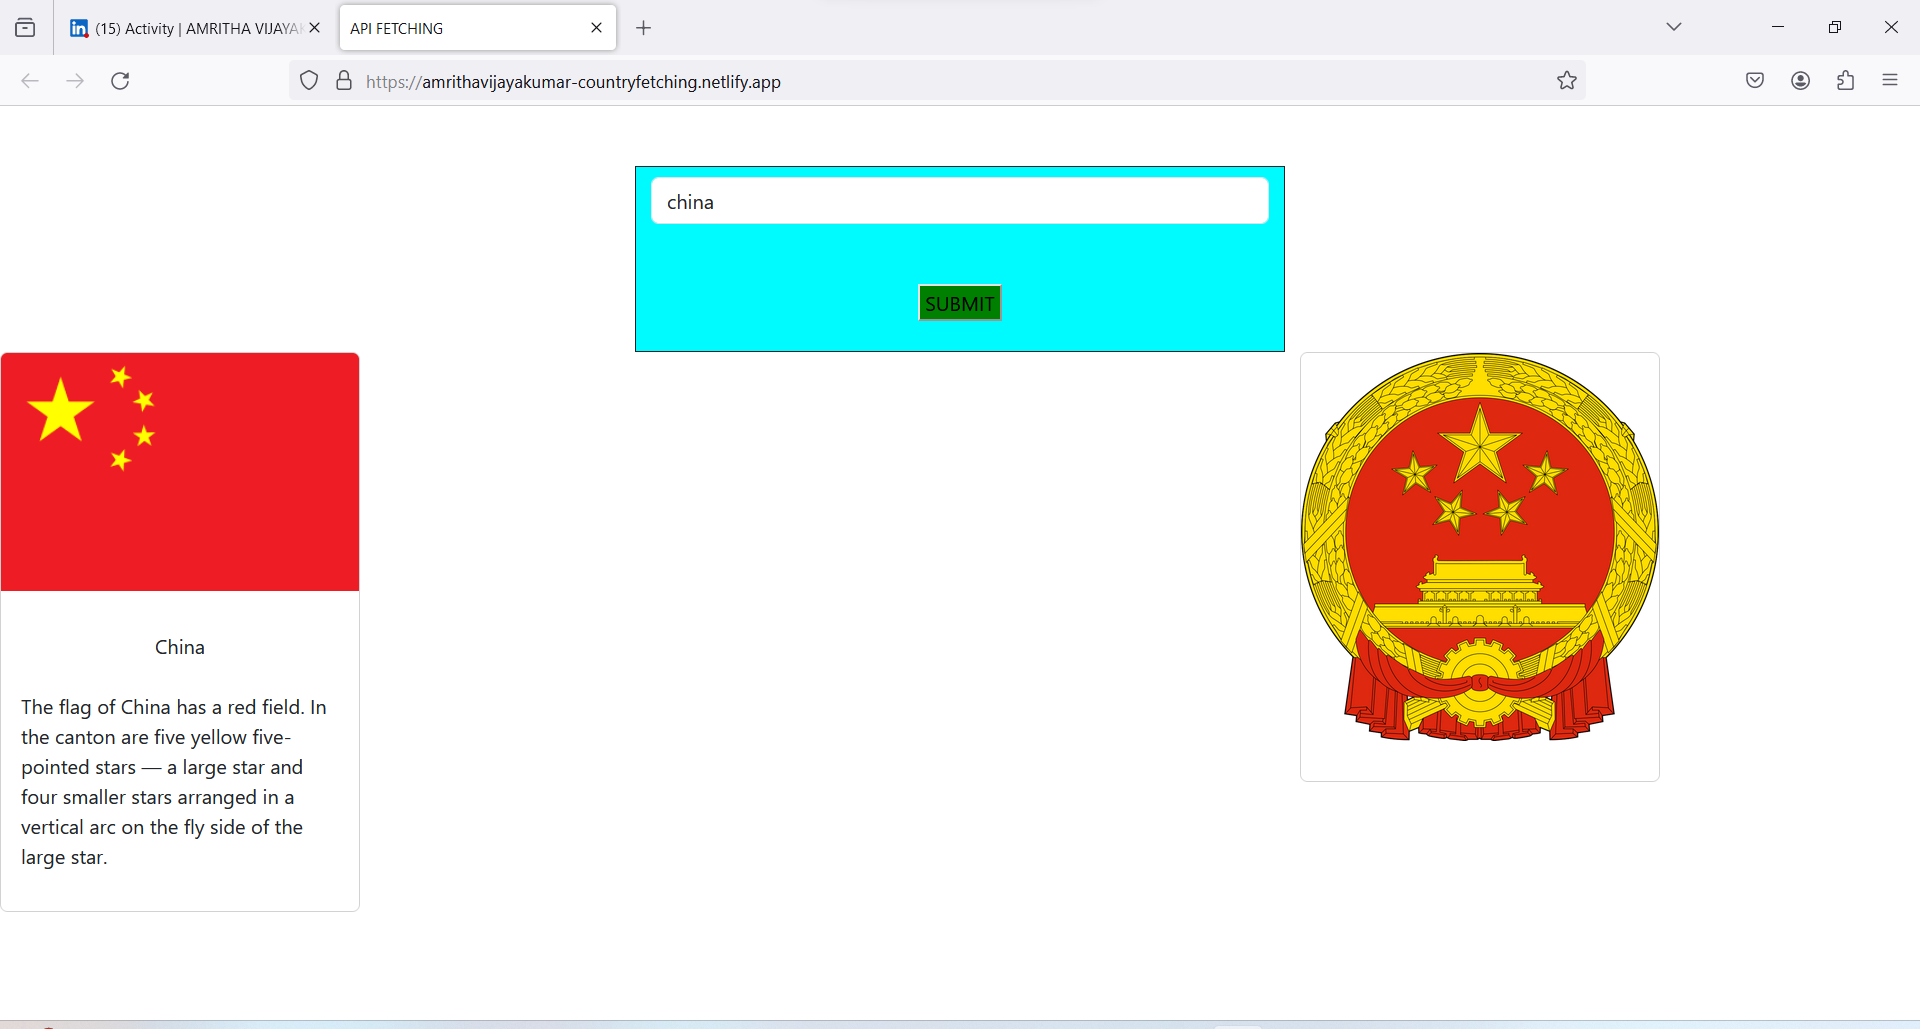 (15) Activity | AMRITHA VIJAYA
API FETCHING
https://amrithavijayakumar-countryfetching.netlify.app
china
SUBMIT
China
The flag of China has a red field. In
the canton are five yellow five-
pointed stars — a large star and
four smaller stars arranged in a
vertical arc on the fly side of the
large star.